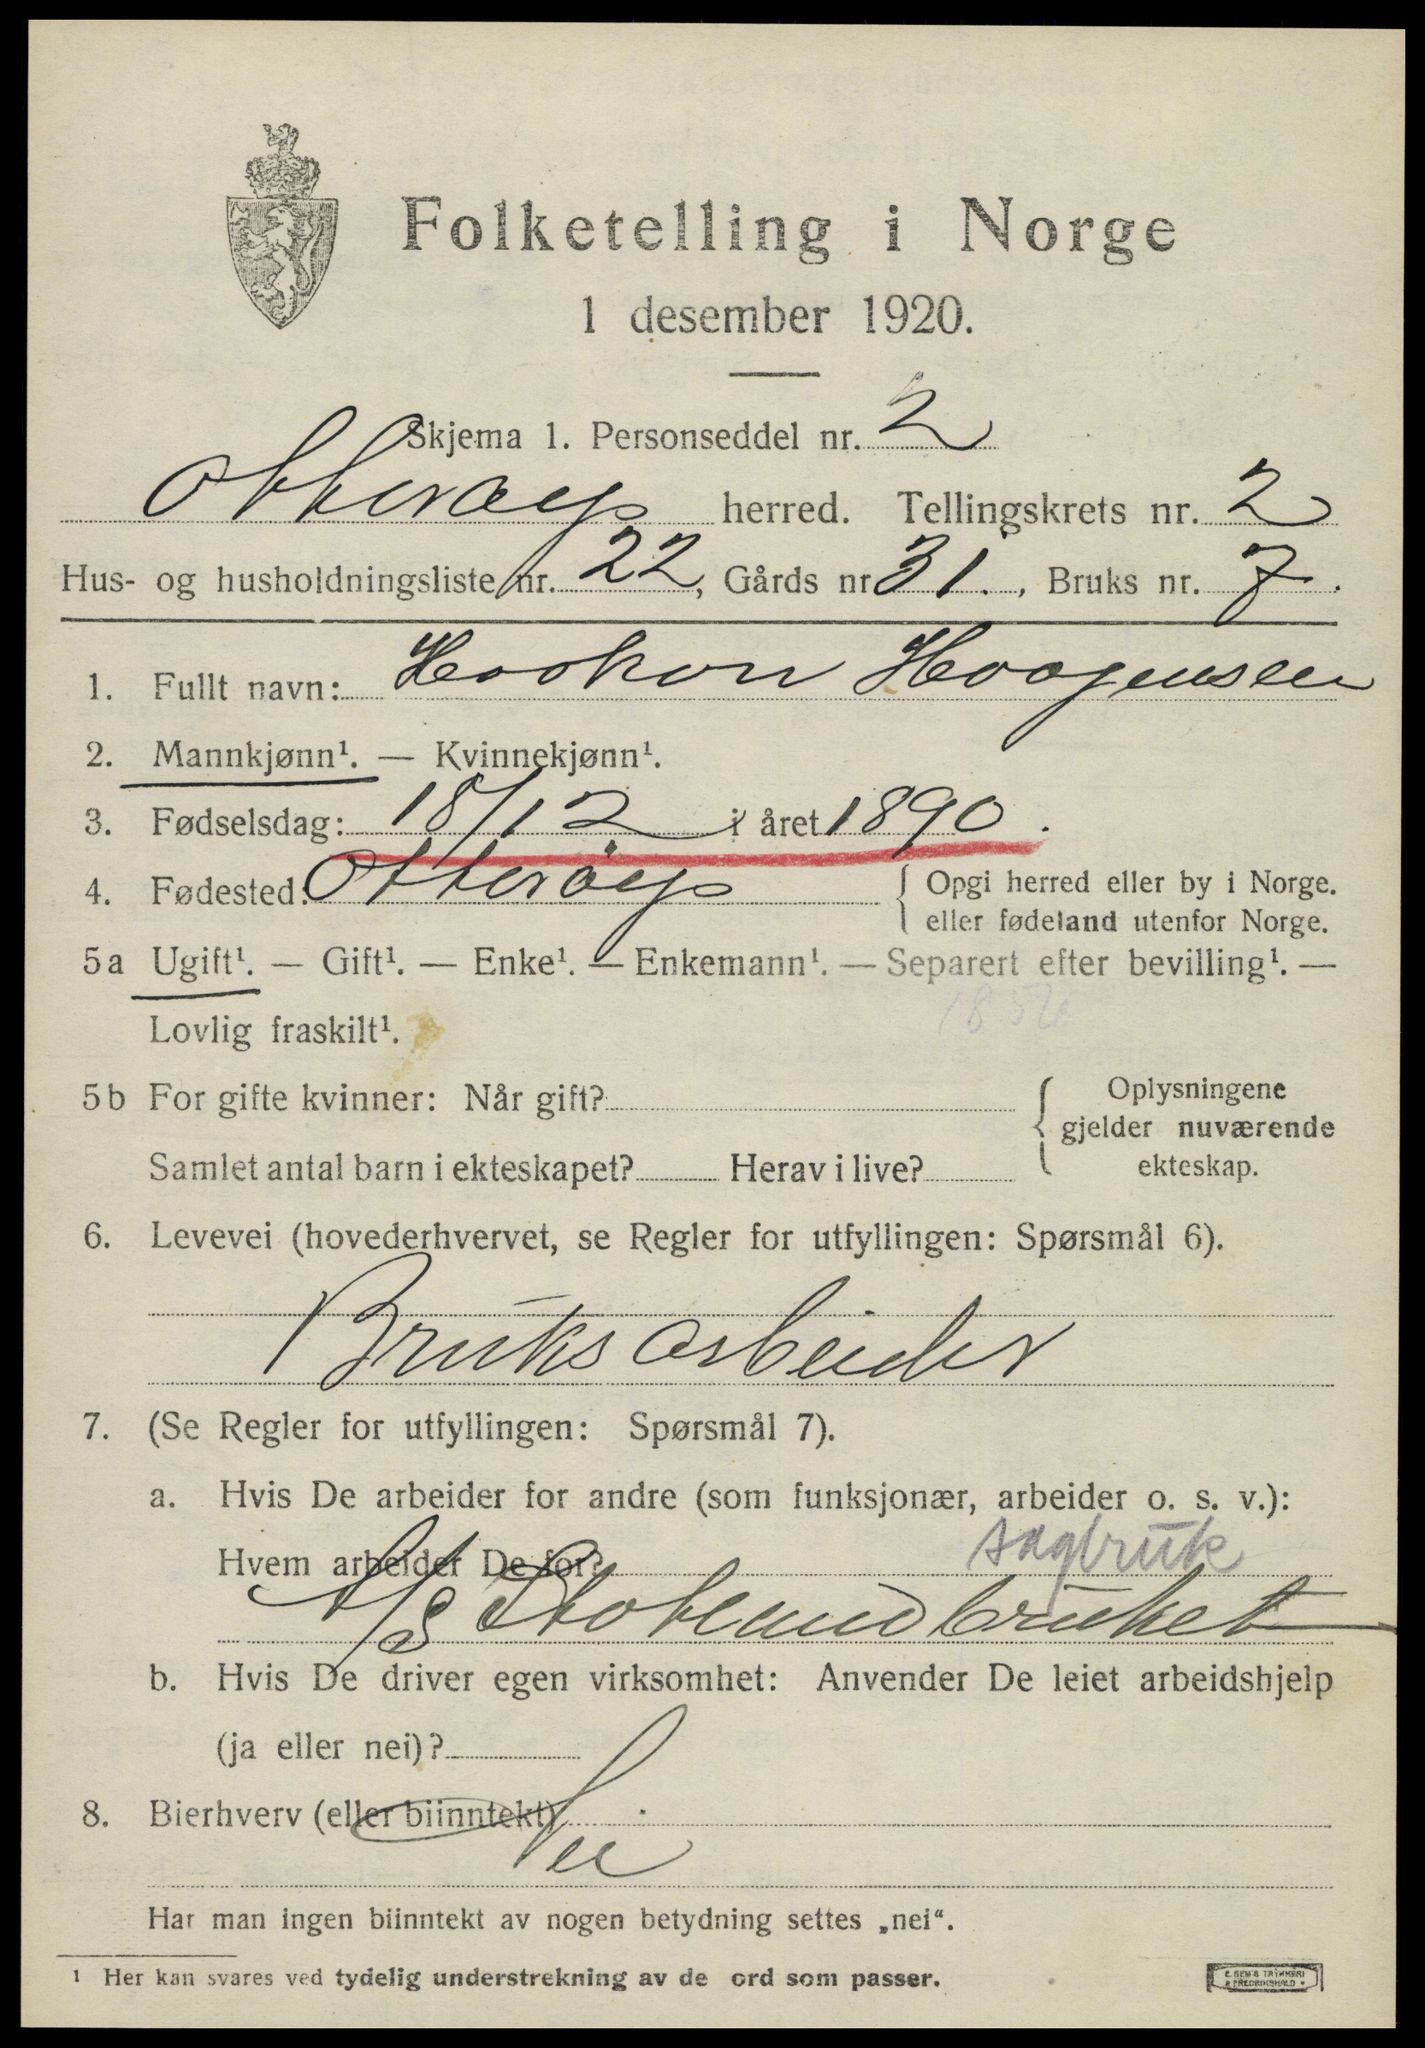 Folketelling i Norge
1 desember 1920.
Skjema 1. Personseddel nr. 2
Otterøy herred. Tellingskrets nr. 2
Hus- og husholdningsliste nr. 22, Gårds nr 31., Bruks nr. 7.
1. Fullt navn: Haakon Haagensen
2. Mannkjønn¹. — Kvinnekjønn¹.
3. Fødselsdag: 18/12 i året 1890.
4. Fødested: Otterøy { Opgi herred eller by i Norge.
eller fødeland utenfor Norge.
5a Ugift¹. — Gift¹. — Enke¹. — Enkemann¹. — Separert efter bevilling¹. —
Lovlig fraskilt¹.
5b For gifte kvinner: Når gift? { Oplysningene
gjelder nuværende
Samlet antal barn i ekteskapet? Herav i live? ekteskap.
6. Levevei (hovederhvervet, se Regler for utfyllingen: Spørsmål 6).
Bruksarbeider
7. (Se Regler for utfyllingen: Spørsmål 7).
a. Hvis De arbeider for andre (som funksjonær, arbeider o. s. v.):
sagbruk
Hvem arbeider De for?
A/S bruket
b. Hvis De driver egen virksomhet: Anvender De leiet arbeidshjelp
(ja eller nei)?
8. Bierhverv (eller biinntekt)
Nei
Har man ingen biinntekt av nogen betydning settes „nei“.
1 Her kan svares ved tydelig understrekning av de ord som passer.